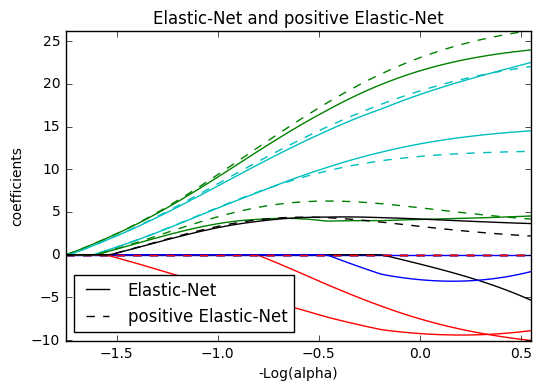 Elastic-Net and positive Elastic-Net
25
20
15
10
5
0
−5
−10
coefficients
Elastic-Net
positive Elastic-Net
−1.5
−1.0
−0.5
0.0
0.5
-Log(alpha)